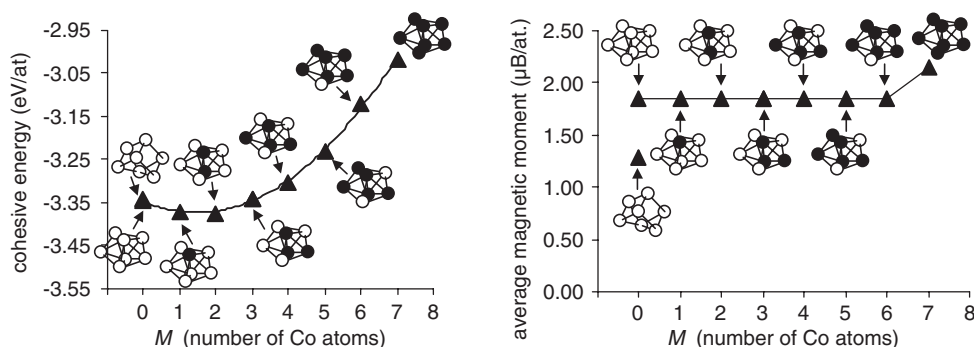 cohesive energy (eV/at)
-2.95
-3.05
-3.15
-3.25
-3.35
-3.45
-3.55
0 1 2 3 4 5 6 7 8
M (number of Co atoms)
average magnetic moment (μB/at.)
2.50
2.00
1.50
1.00
0.50
0.00
0 1 2 3 4 5 6 7 8
M (number of Co atoms)